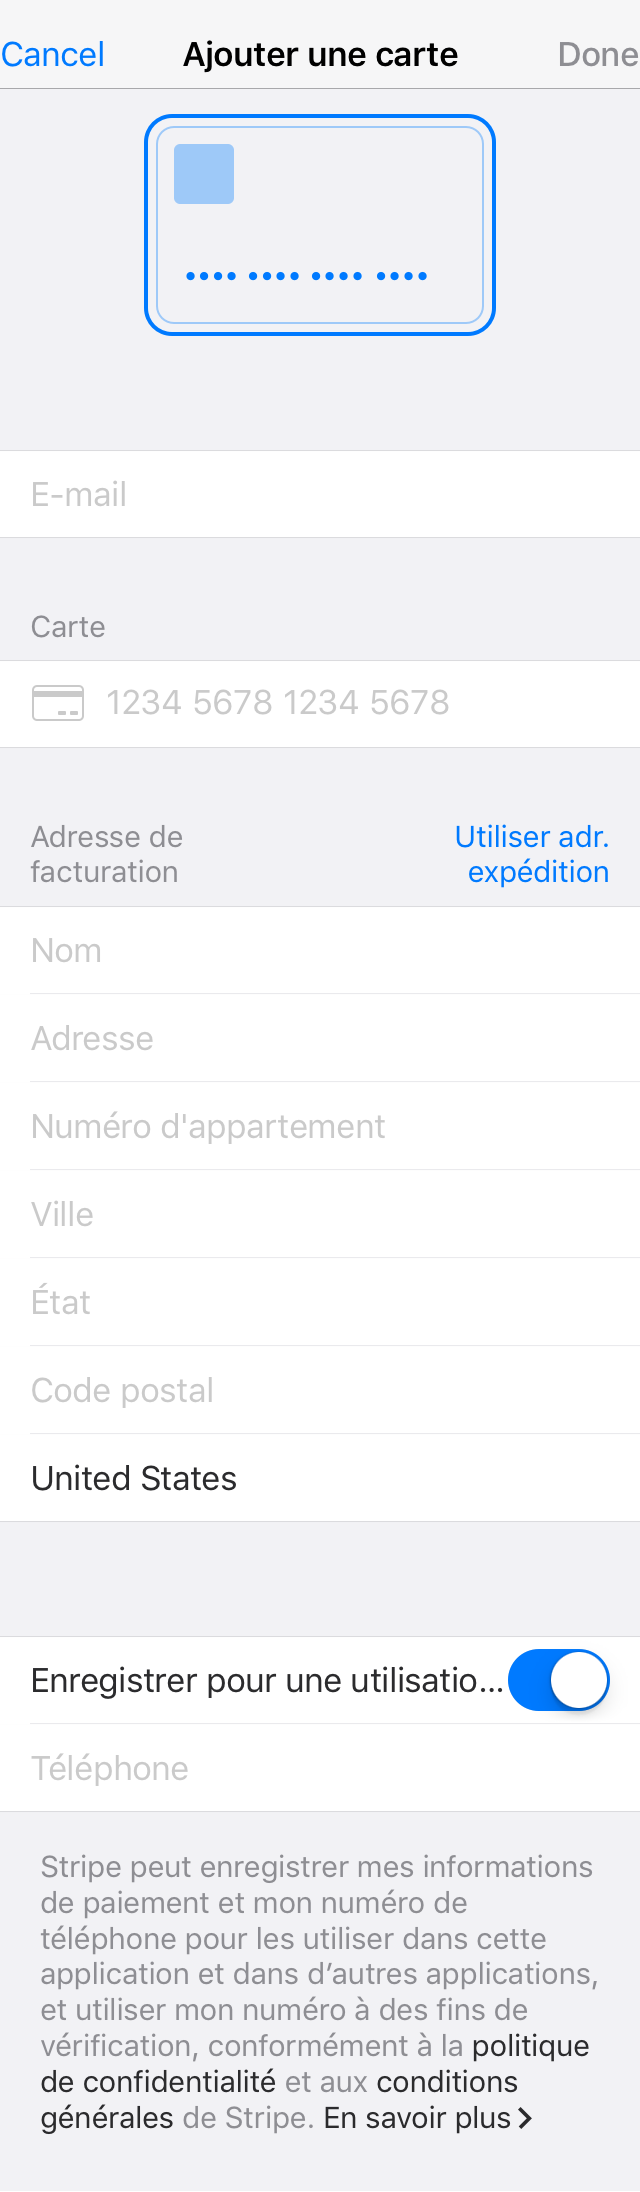 Cancel Ajouter une carte Done
•••• •••• •••• ••••
E-mail
Carte
1234 5678 1234 5678
Adresse de facturation
Utiliser adr. expédition
Nom
Adresse
Numéro d'appartement
Ville
État
Code postal
United States
Enregistrer pour une utilisatio...
Téléphone
Stripe peut enregistrer mes informations
de paiement et mon numéro de
téléphone pour les utiliser dans cette
application et dans d’autres applications,
et utiliser mon numéro à des fins de
vérification, conformément à la politique
de confidentialité et aux conditions
générales de Stripe. En savoir plus